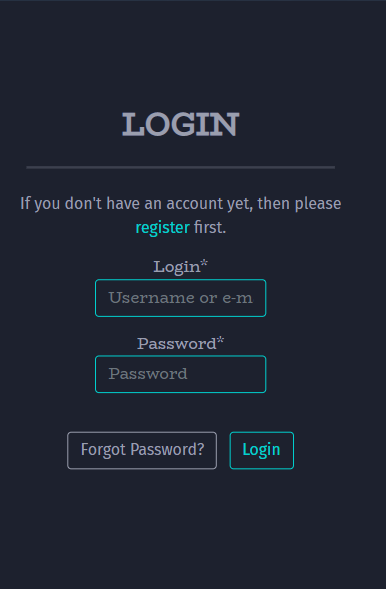 LOGIN
If you don't have an account yet, then please
register first.
Login*
Username or e-m
Password*
Password
Forgot Password?
Login